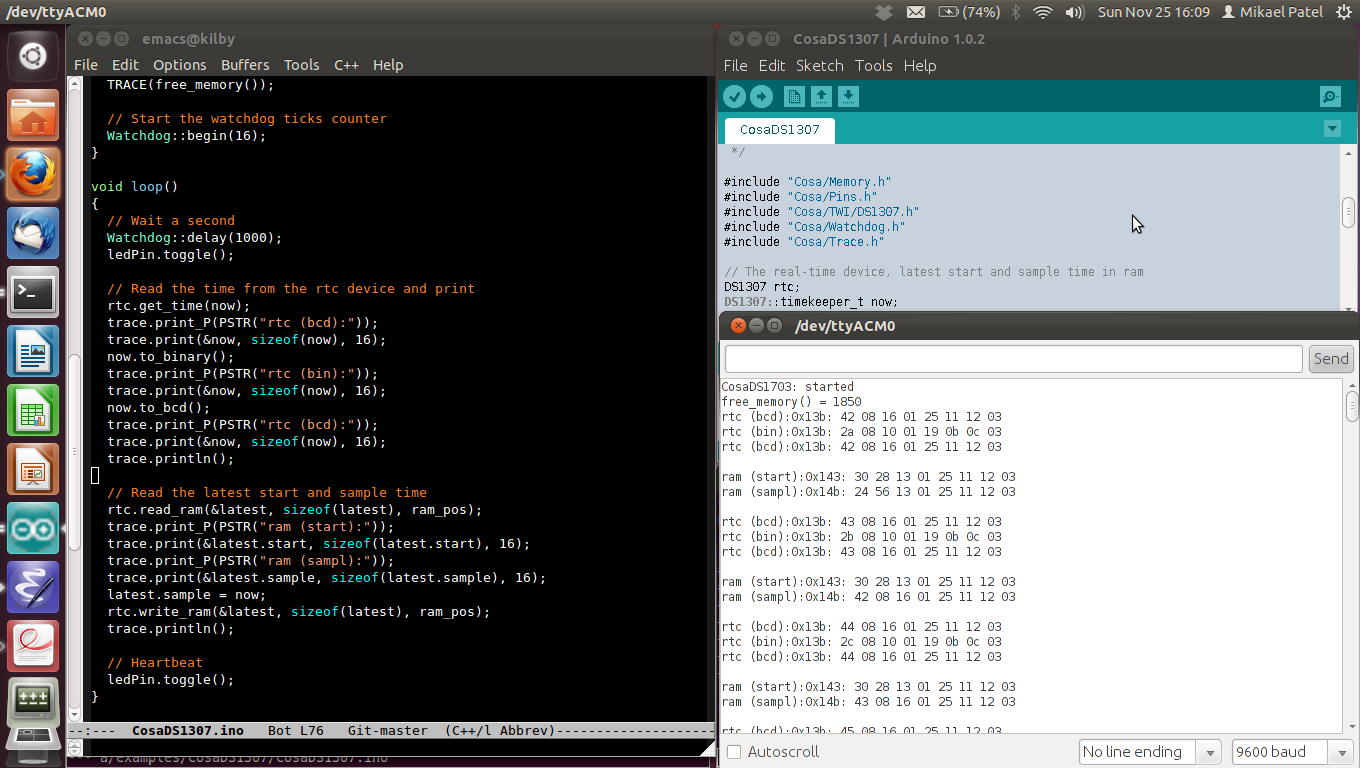 /dev/ttyACM0
(74%)
Sun Nov 25 16:09
Mikael Patel
emacs@kilby
File Edit Options Buffers Tools C++ Help
TRACE(free_memory());
// Start the watchdog ticks counter
Watchdog::begin(16);
}
void loop()
{
// Wait a second
Watchdog::delay(1000);
ledPin.toggle();
// Read the time from the rtc device and print
rtc.get_time(now);
trace.print_P(PSTR("rtc (bcd):"));
trace.print(&now, sizeof(now), 16);
now.to_binary();
trace.print_P(PSTR("rtc (bin):"));
trace.print(&now, sizeof(now), 16);
now.to_bcd();
trace.print_P(PSTR("rtc (bcd):"));
trace.print(&now, sizeof(now), 16);
trace.println();
// Read the latest start and sample time
rtc.read_ram(&latest, sizeof(latest), ram_pos);
trace.print_P(PSTR("ram (start):"));
trace.print(&latest.start, sizeof(latest.start), 16);
trace.print_P(PSTR("ram (sampl):"));
trace.print(&latest.sample, sizeof(latest.sample), 16);
latest.sample = now;
rtc.write_ram(&latest, sizeof(latest), ram_pos);
trace.println();
// Heartbeat
ledPin.toggle();
}
--:--- CosaDS1307.ino Bot L76 Git-master (C++/l Abbrev)--------------------
a/examples/CosaDS1307/CosaDS1307.ino
CosaDS1307 | Arduino 1.0.2
File Edit Sketch Tools Help
CosaDS1307
*/
#include "Cosa/Memory.h"
#include "Cosa/Pins.h"
#include "Cosa/TWI/DS1307.h"
#include "Cosa/Watchdog.h"
#include "Cosa/Trace.h"
// The real-time device, latest start and sample time in ram
DS1307 rtc;
DS1307::timekeeper_t now;
/dev/ttyACM0
Send
CosaDS1703: started
free_memory() = 1850
rtc (bcd):0x13b: 42 08 16 01 25 11 12 03
rtc (bin):0x13b: 2a 08 10 01 19 0b 0c 03
rtc (bcd):0x13b: 42 08 16 01 25 11 12 03
ram (start):0x143: 30 28 13 01 25 11 12 03
ram (sampl):0x14b: 24 56 13 01 25 11 12 03
rtc (bcd):0x13b: 43 08 16 01 25 11 12 03
rtc (bin):0x13b: 2b 08 10 01 19 0b 0c 03
rtc (bcd):0x13b: 43 08 16 01 25 11 12 03
ram (start):0x143: 30 28 13 01 25 11 12 03
ram (sampl):0x14b: 42 08 16 01 25 11 12 03
rtc (bcd):0x13b: 44 08 16 01 25 11 12 03
rtc (bin):0x13b: 2c 08 10 01 19 0b 0c 03
rtc (bcd):0x13b: 44 08 16 01 25 11 12 03
ram (start):0x143: 30 28 13 01 25 11 12 03
ram (sampl):0x14b: 43 08 16 01 25 11 12 03
rtc (bcd):0x13b: 45 08 16 01 25 11 12 03
Autoscroll
No line ending
9600 baud